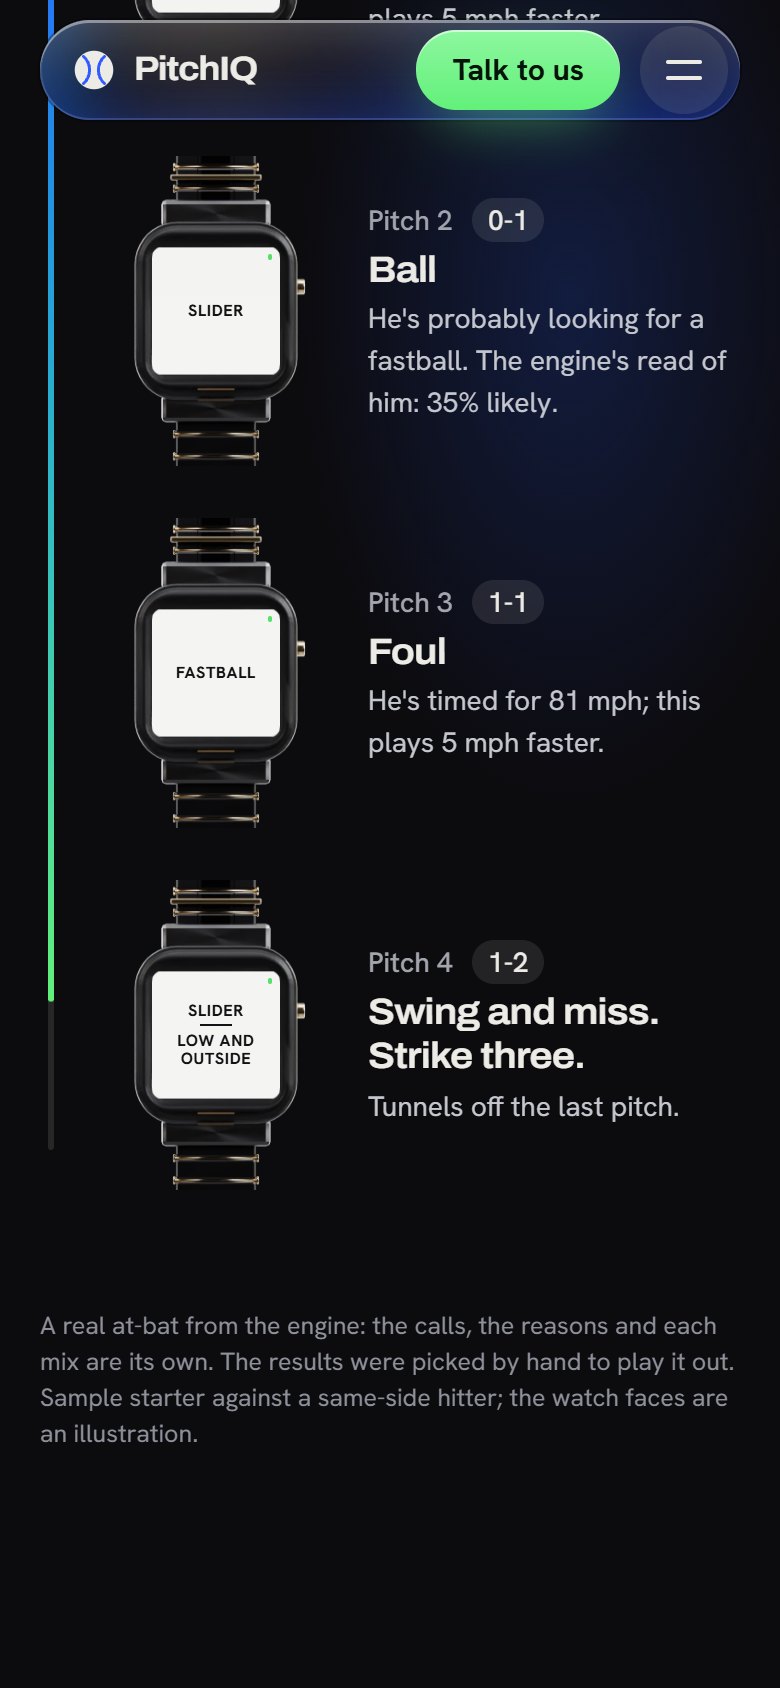 plays 5 mph faster.
PitchIQ
Talk to us
Pitch 2 0-1
Ball
He's probably looking for a
fastball. The engine's read of
him: 35% likely.
SLIDER
Pitch 3 1-1
Foul
He's timed for 81 mph; this
plays 5 mph faster.
FASTBALL
Pitch 4 1-2
Swing and miss.
Strike three.
Tunnels off the last pitch.
SLIDER
LOW AND
OUTSIDE
A real at-bat from the engine: the calls, the reasons and each
mix are its own. The results were picked by hand to play it out.
Sample starter against a same-side hitter; the watch faces are
an illustration.